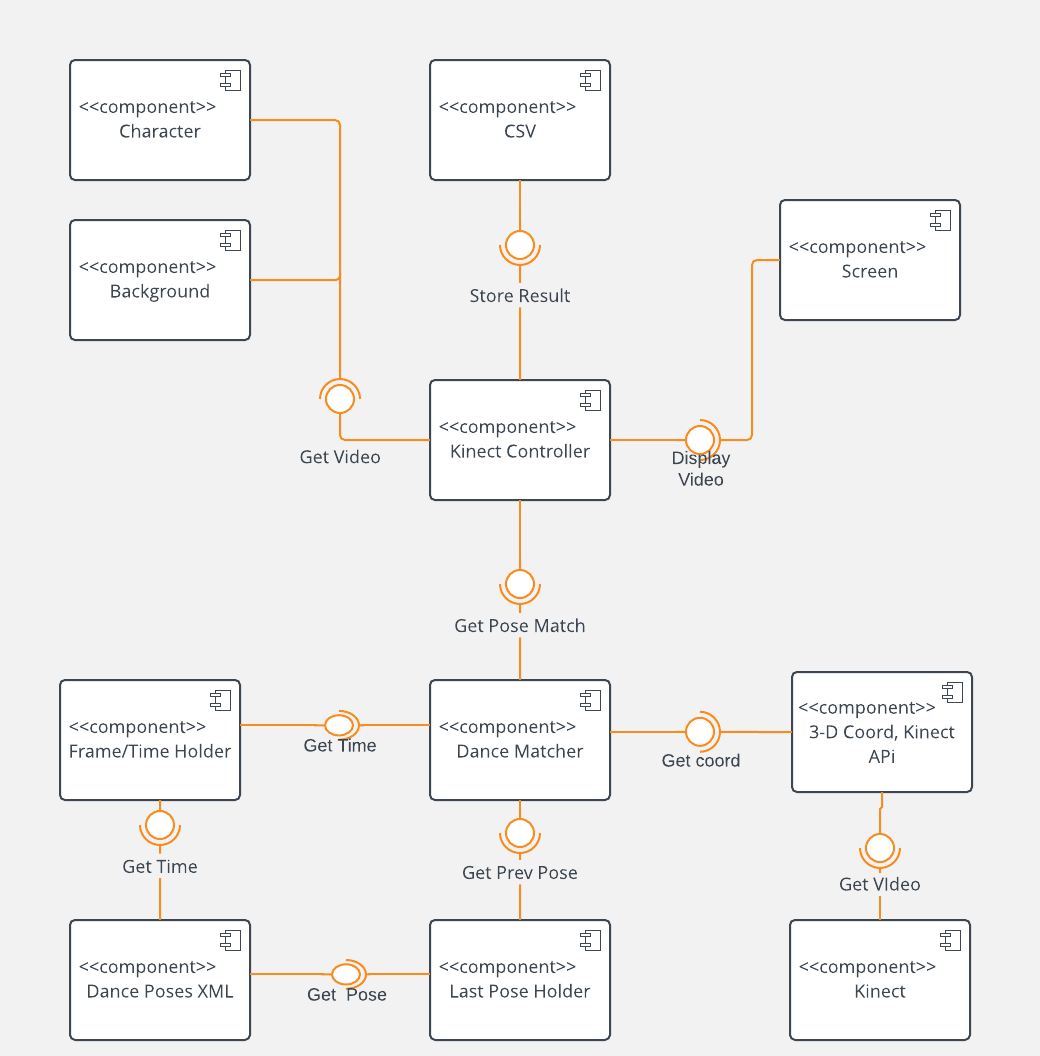 <<component>>
Character
<<component>>
CSV
<<component>>
Background
<<component>>
Screen
Store Result
<<component>>
Kinect Controller
Get Video
Display
Video
Get Pose Match
<<component>>
Frame/Time Holder
Get Time
<<component>>
Dance Matcher
Get coord
<<component>>
3-D Coord, Kinect
APi
Get Time
Get Prev Pose
Get VIdeo
<<component>>
Dance Poses XML
Get  Pose
<<component>>
Last Pose Holder
<<component>>
Kinect